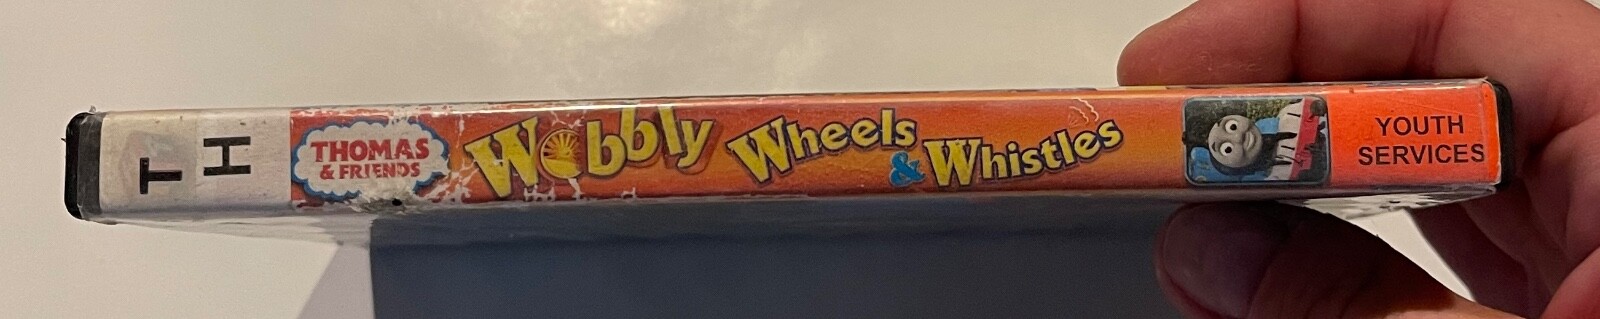 T
H
THOMAS
& FRIENDS
Wobbly Wheels & Whistles
YOUTH
SERVICES